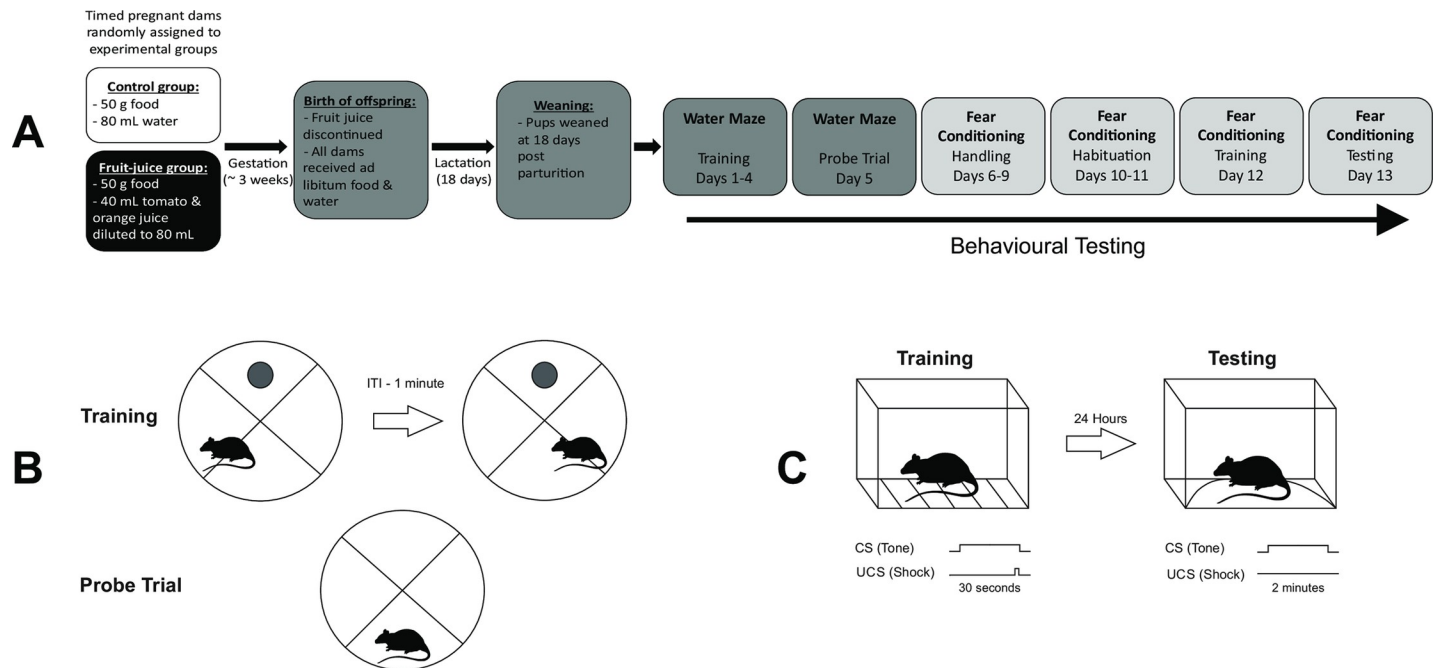 Timed pregnant dams
randomly assigned to
experimental groups
A
Control group:
- 50 g food
- 80 mL water
Fruit-juice group:
- 50 g food
- 40 mL tomato &
orange juice
diluted to 80 mL
Gestation
(~ 3 weeks)
Birth of offspring:
- Fruit juice
discontinued
- All dams
received ad
libitum food &
water
Lactation
(18 days)
Weaning:
- Pups weaned
at 18 days
post
parturition
Water Maze
Training
Days 1-4
Water Maze
Probe Trial
Day 5
Fear
Conditioning
Handling
Days 6-9
Fear
Conditioning
Habituation
Days 10-11
Fear
Conditioning
Training
Day 12
Fear
Conditioning
Testing
Day 13
Behavioural Testing
B
Training
ITI - 1 minute
Probe Trial
C
Training
24 Hours
Testing
CS (Tone)
UCS (Shock)
30 seconds
CS (Tone)
UCS (Shock)
2 minutes